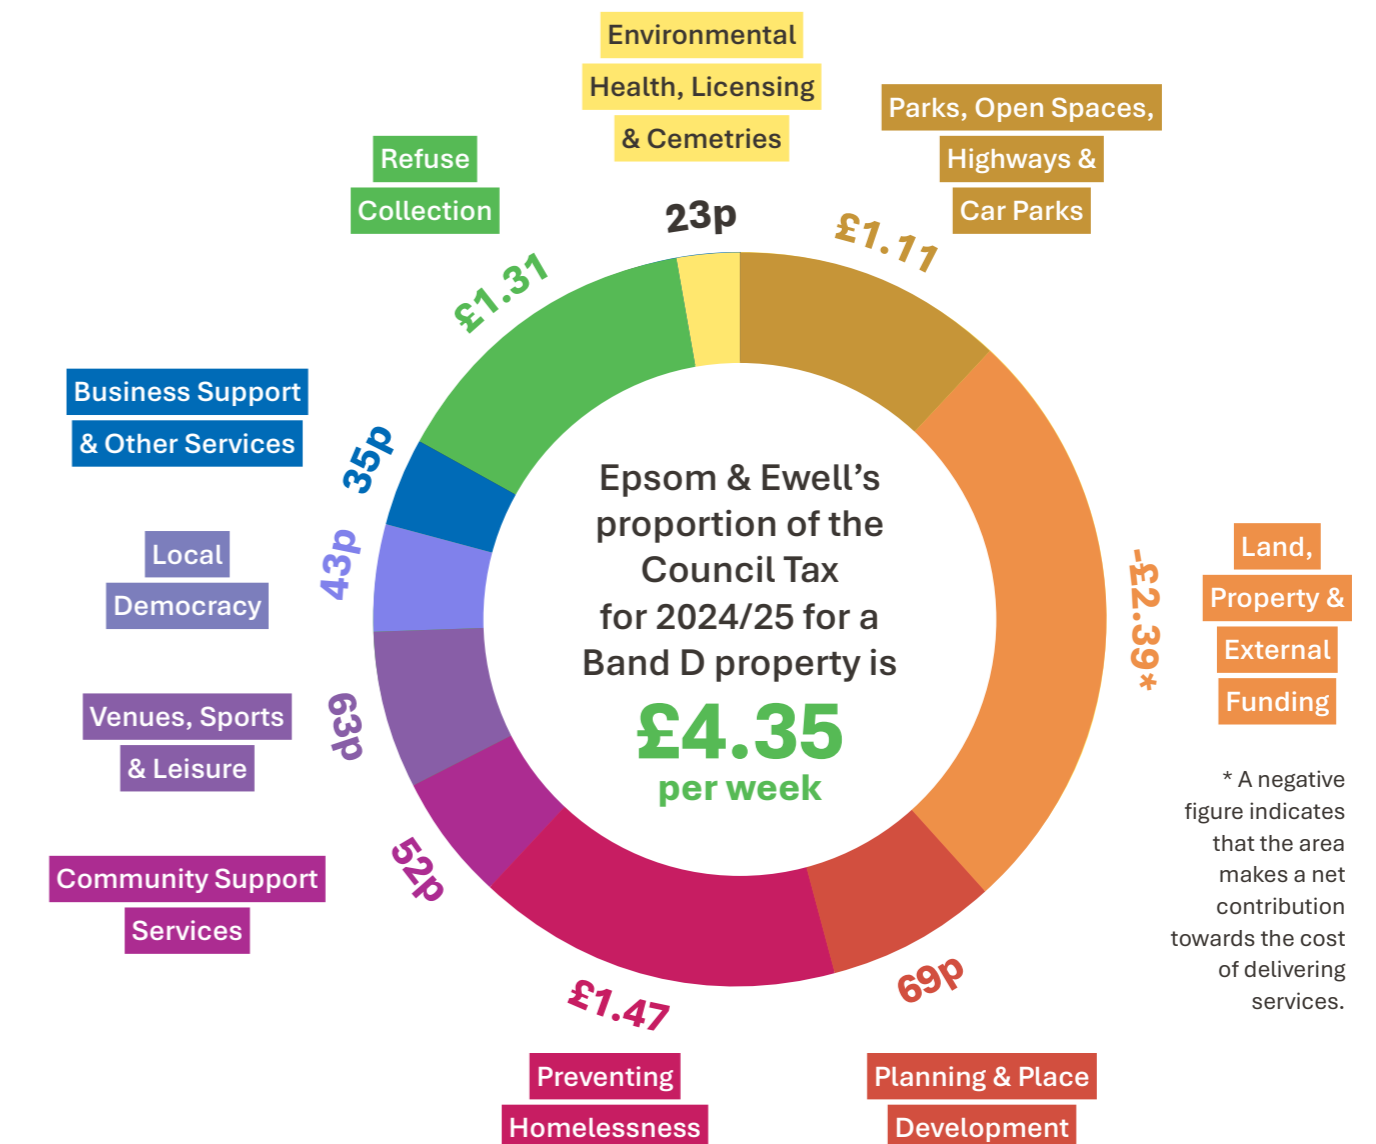 Environmental
Health, Licensing
& Cemetries
23p
Parks, Open Spaces,
Highways &
Car Parks
£1.11
Refuse
Collection
£1.31
Business Support
& Other Services
35p
Local
Democracy
43p
Venues, Sports
& Leisure
63p
Community Support
Services
52p
Epsom & Ewell’s
proportion of the
Council Tax
for 2024/25 for a
Band D property is
£4.35
per week
-£2.39*
Land,
Property &
External
Funding
* A negative
figure indicates
that the area
makes a net
contribution
towards the cost
of delivering
services.
£1.47
Preventing
Homelessness
69p
Planning & Place
Development